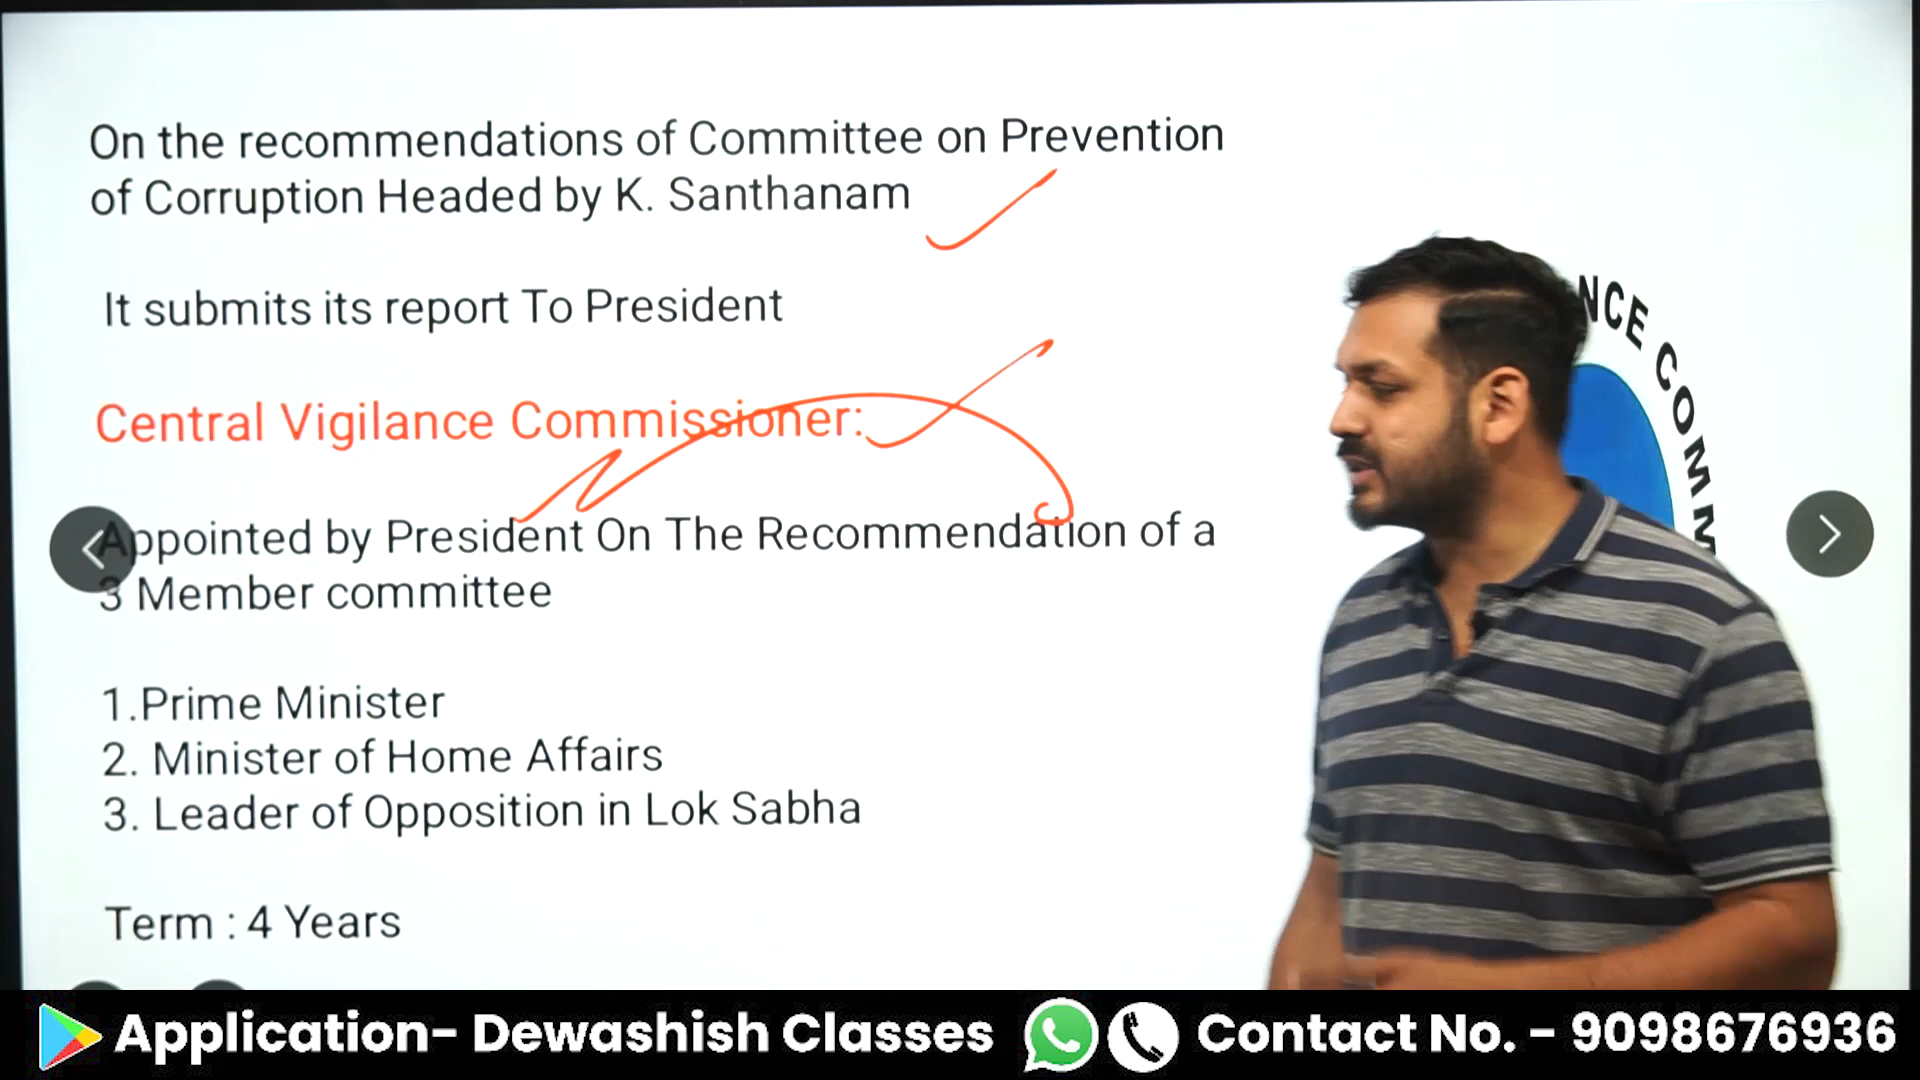 On the recommendations of Committee on Prevention
of Corruption Headed by K. Santhanam
It submits its report To President
Central Vigilance Commissioner:
Appointed by President On The Recommendation of a
3 Member committee
1.Prime Minister
2. Minister of Home Affairs
3. Leader of Opposition in Lok Sabha
Term : 4 Years
NCE COMM
Application- Dewashish Classes
Contact No. - 9098676936